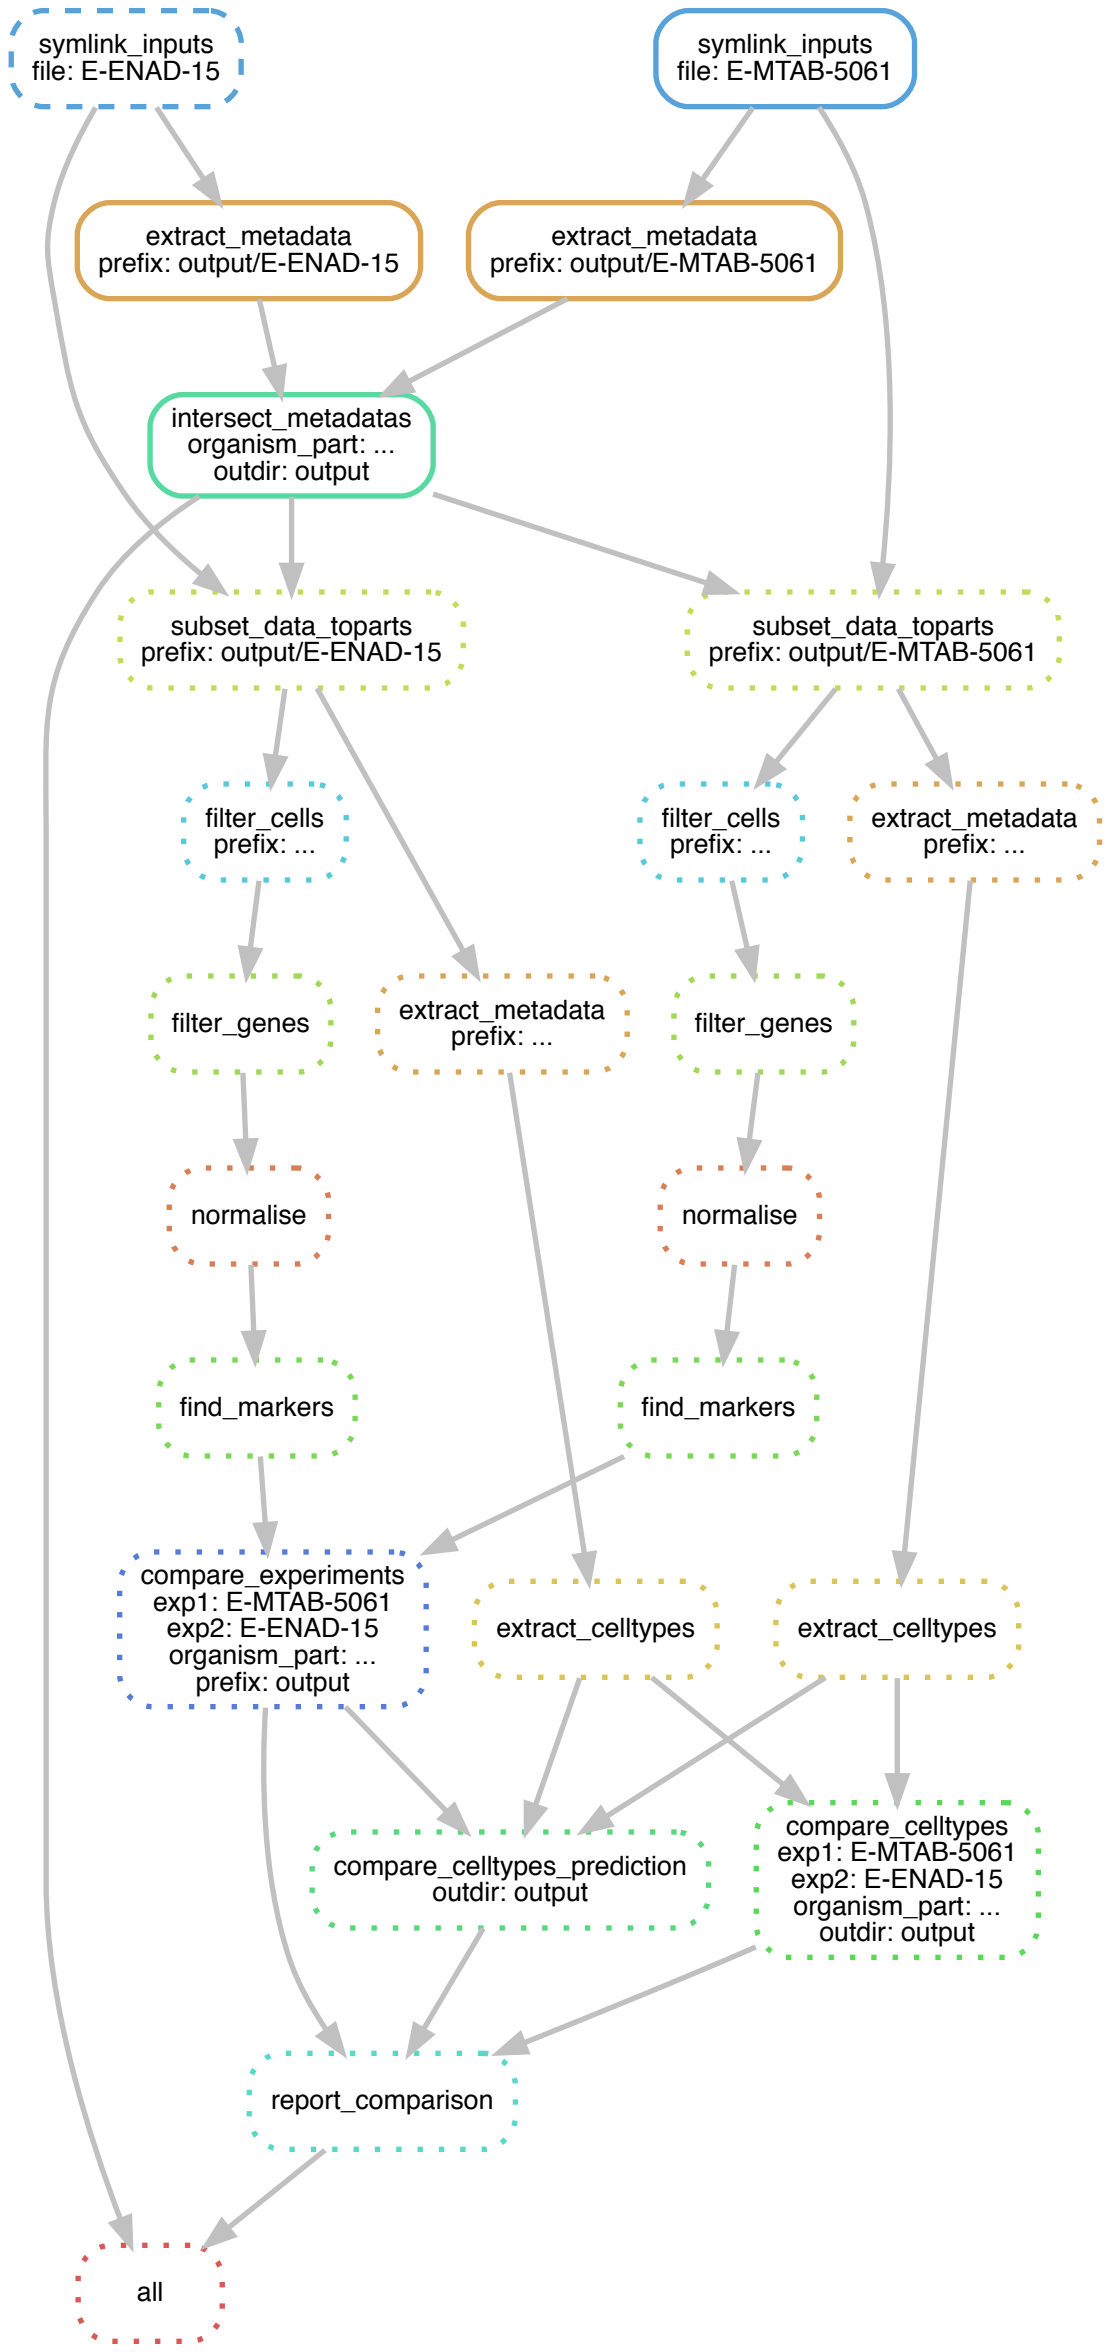 symlink_inputs
file: E-ENAD-15
symlink_inputs
file: E-MTAB-5061
extract_metadata
prefix: output/E-ENAD-15
extract_metadata
prefix: output/E-MTAB-5061
intersect_metadatas
organism_part: ...
outdir: output
subset_data_toparts
prefix: output/E-ENAD-15
subset_data_toparts
prefix: output/E-MTAB-5061
filter_cells
prefix: ...
filter_cells
prefix: ...
extract_metadata
prefix: ...
filter_genes
extract_metadata
prefix: ...
filter_genes
normalise
normalise
find_markers
find_markers
compare_experiments
exp1: E-MTAB-5061
exp2: E-ENAD-15
organism_part: ...
prefix: output
extract_celltypes
extract_celltypes
compare_celltypes_prediction
outdir: output
compare_celltypes
exp1: E-MTAB-5061
exp2: E-ENAD-15
organism_part: ...
outdir: output
report_comparison
all